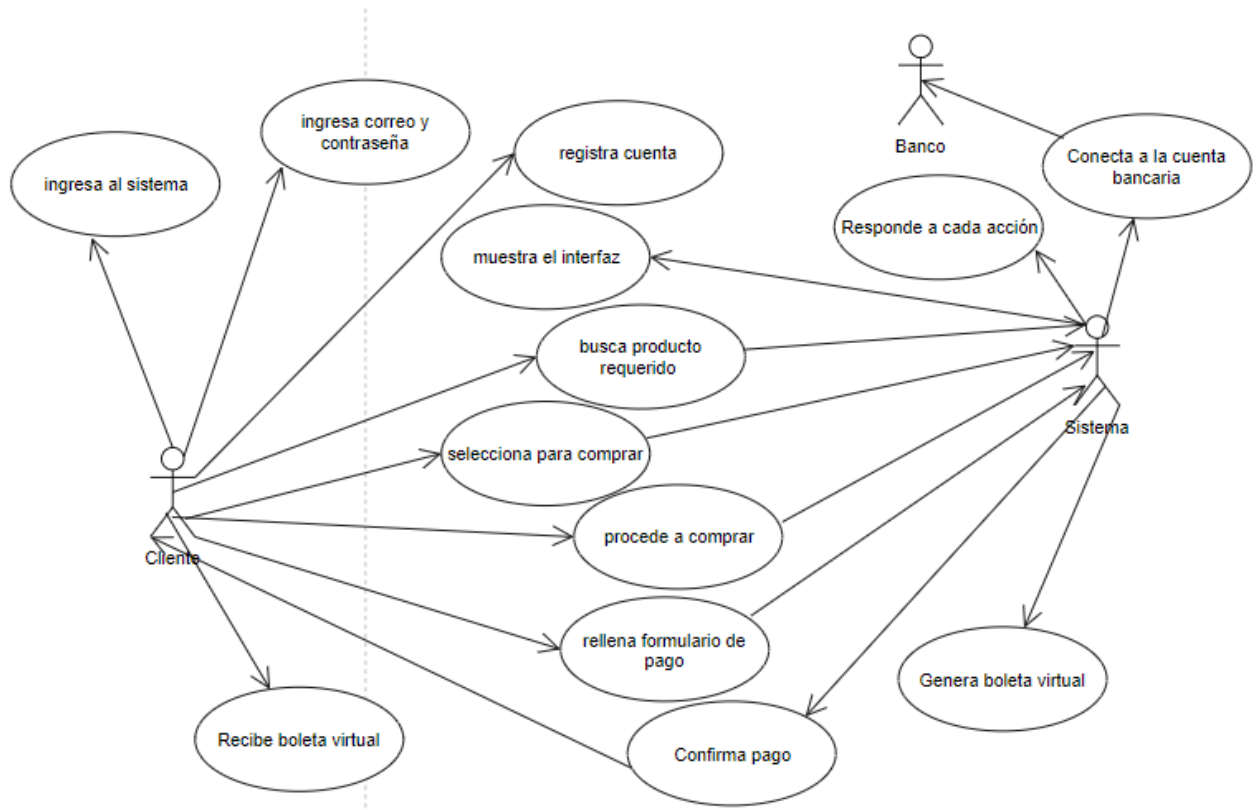 ingresa correo y
contraseña
registra cuenta
Banco
Conecta a la cuenta
bancaria
ingresa al sistema
Responde a cada acción
muestra el interfaz
busca producto
requerido
selecciona para comprar
Sistema
procede a comprar
Cliente
rellena formulario de
pago
Genera boleta virtual
Recibe boleta virtual
Confirma pago